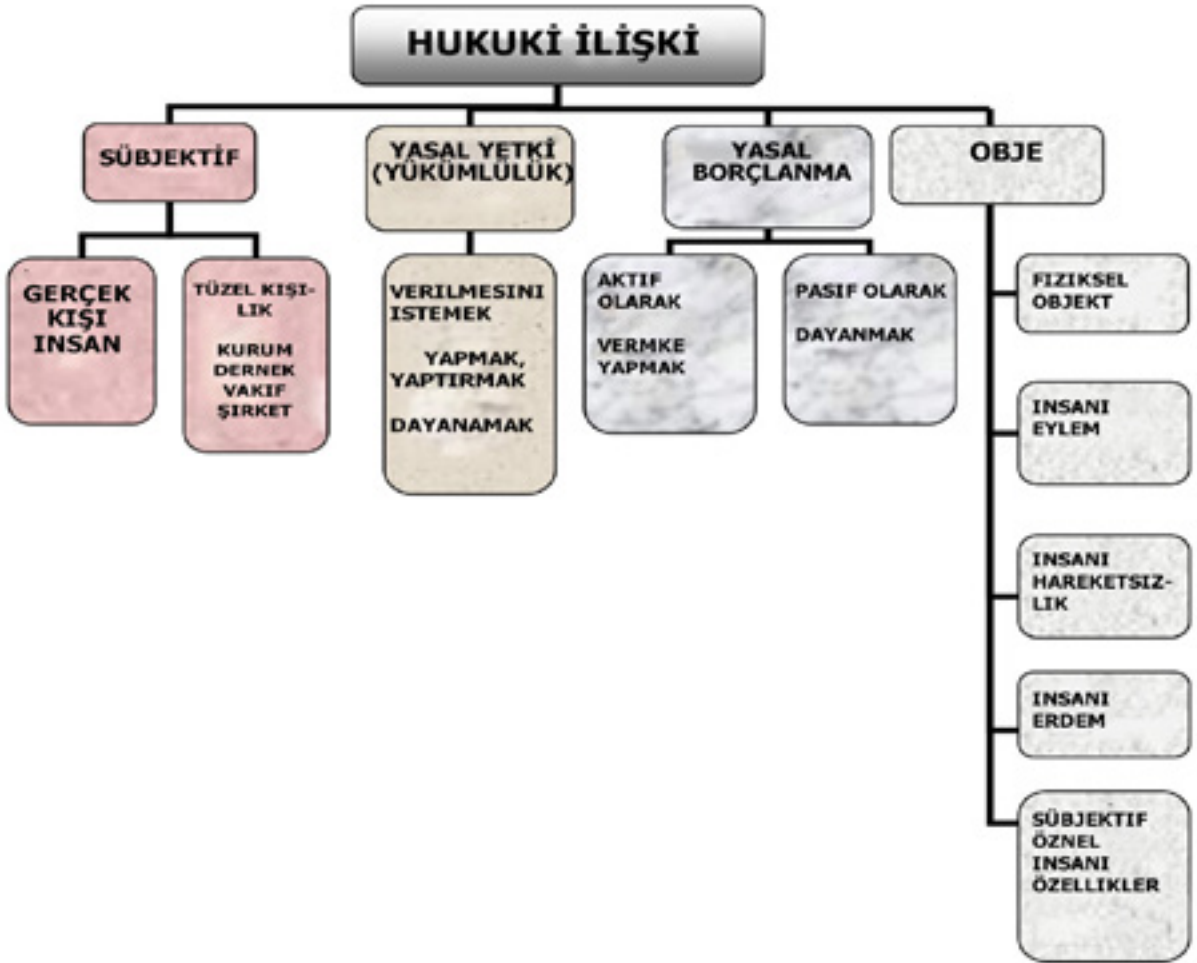 HUKUKİ İLİŞKİ
SÜBJEKTİF
YASAL YETKİ
(YÜKÜMLÜLÜK)
YASAL
BORÇLANMA
OBJE
GERÇEK
KIŞI
INSAN
TÜZEL KIŞI-
LIK
KURUM
DERNEK
VAKIF
ŞIRKET
VERILMESINI
ISTEMEK
YAPMAK,
YAPTIRMAK
DAYANAMAK
AKTIF
OLARAK
VERMKE
YAPMAK
PASIF OLARAK
DAYANMAK
FIZIKSEL
OBJEKT
INSANI
EYLEM
INSANI
HAREKETSIZ-
LIK
INSANI
ERDEM
SÜBJEKTIF
ÖZNEL
INSANI
ÖZELLIKLER